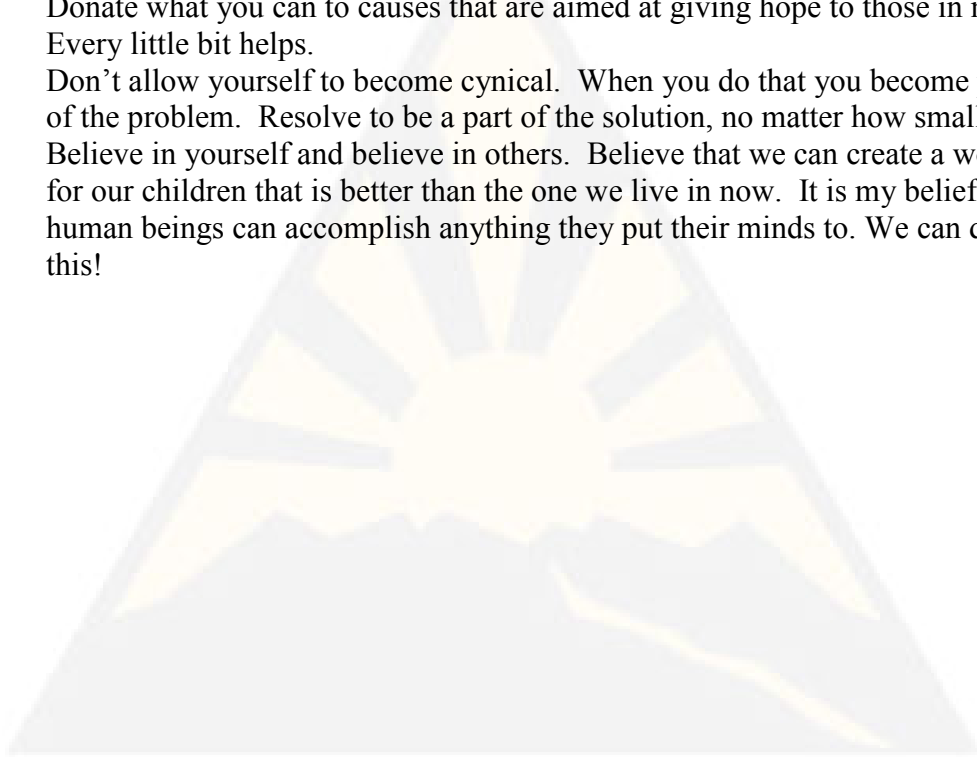 Donate what you can to causes that are aimed at giving hope to those in
Every little bit helps.
Don’t allow yourself to become cynical.  When you do that you become
of the problem.  Resolve to be a part of the solution, no matter how small
Believe in yourself and believe in others.  Believe that we can create a
for our children that is better than the one we live in now.  It is my belief
human beings can accomplish anything they put their minds to. We can
this!